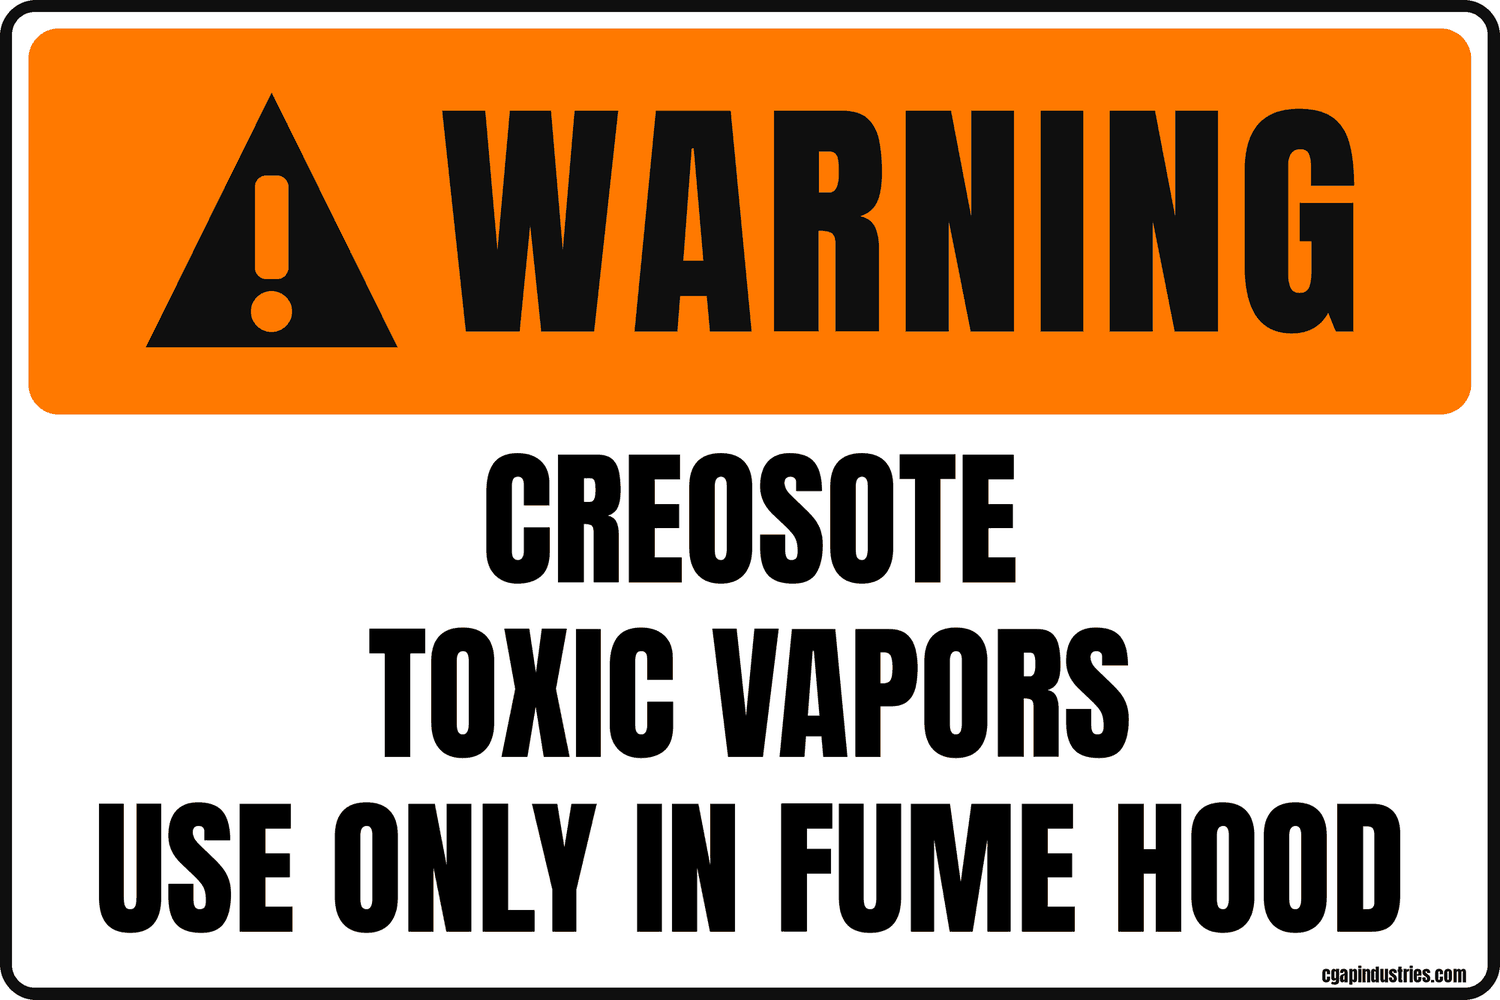 WARNING
CREOSOTE
TOXIC VAPORS
USE ONLY IN FUME HOOD
cgapindustries.com